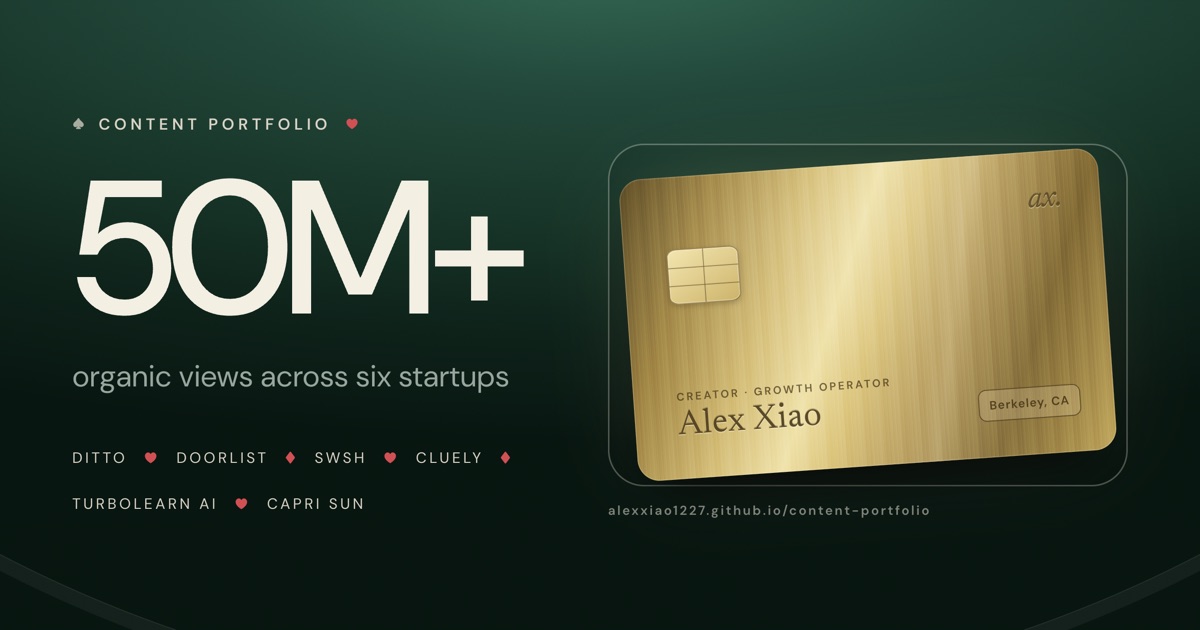 ♠ CONTENT PORTFOLIO ♥
50M+
organic views across six startups
DITTO ♥ DOORLIST ♦ SWSH ♥ CLUELY ♦
TURBOLEARN AI ♥ CAPRI SUN
ax.
CREATOR · GROWTH OPERATOR
Alex Xiao
Berkeley, CA
alexxiao1227.github.io/content-portfolio